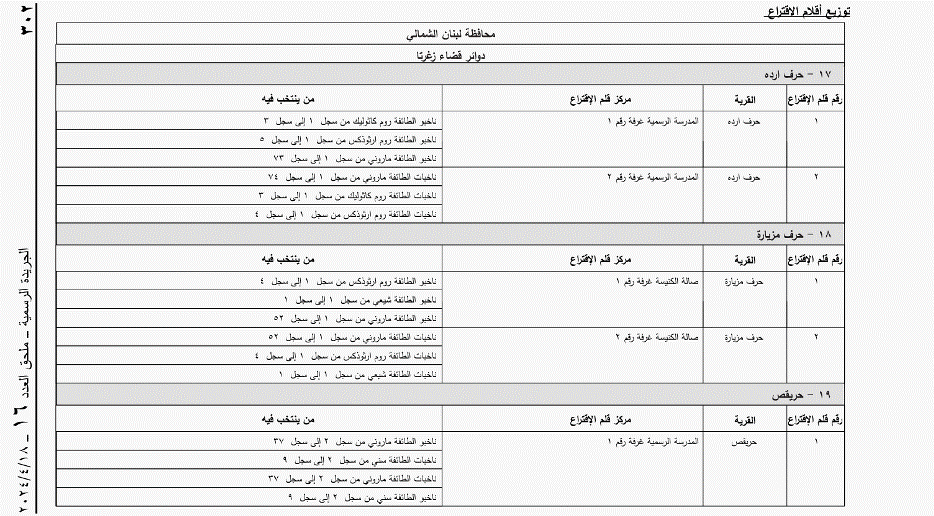 توزيع أقلام الاقتراع
محافظة لبنان الشمالي
دوائر قضاء زغرتا
١٧ - حرف ارده
رقم قلم الإقتراع القرية مركز قلم الإقتراع من ينتخب فيه
١ حرف ارده المدرسة الرسمية غرفة رقم ١ ناخبو الطائفة روم كاثوليك من سجل ١ إلى سجل ٣
ناخبو الطائفة روم ارثوذكس من سجل ١ إلى سجل ٥
ناخبو الطائفة ماروني من سجل ١ إلى سجل ٧٣
٢ حرف ارده المدرسة الرسمية غرفة رقم ٢ ناخبات الطائفة ماروني من سجل ١ إلى سجل ٧٤
ناخبات الطائفة روم كاثوليك من سجل ١ إلى سجل ٣
ناخبات الطائفة روم ارثوذكس من سجل ١ إلى سجل ٤
١٨ - حرف مزيارة
رقم قلم الإقتراع القرية مركز قلم الإقتراع من ينتخب فيه
١ حرف مزيارة صالة الكنيسة غرفة رقم ١ ناخبو الطائفة روم ارثوذكس من سجل ١ إلى سجل ٤
ناخبو الطائفة شيعي من سجل ١ إلى سجل ١
ناخبو الطائفة ماروني من سجل ١ إلى سجل ٥٢
٢ حرف مزيارة صالة الكنيسة غرفة رقم ٢ ناخبات الطائفة ماروني من سجل ١ إلى سجل ٥٢
ناخبات الطائفة روم ارثوذكس من سجل ١ إلى سجل ٤
ناخبات الطائفة شيعي من سجل ١ إلى سجل ١
١٩ - حريقص
رقم قلم الإقتراع القرية مركز قلم الإقتراع من ينتخب فيه
١ حريقص المدرسة الرسمية غرفة رقم ١ ناخبو الطائفة ماروني من سجل ٢ إلى سجل ٣٧
ناخبات الطائفة سني من سجل ٢ إلى سجل ٩
ناخبات الطائفة ماروني من سجل ٢ إلى سجل ٣٧
ناخبو الطائفة سني من سجل ٢ إلى سجل ٩
٣٠٢
الجريدة الرسمية – ملحق العدد ١٦ – ٢٠٢٤/٤/١٨